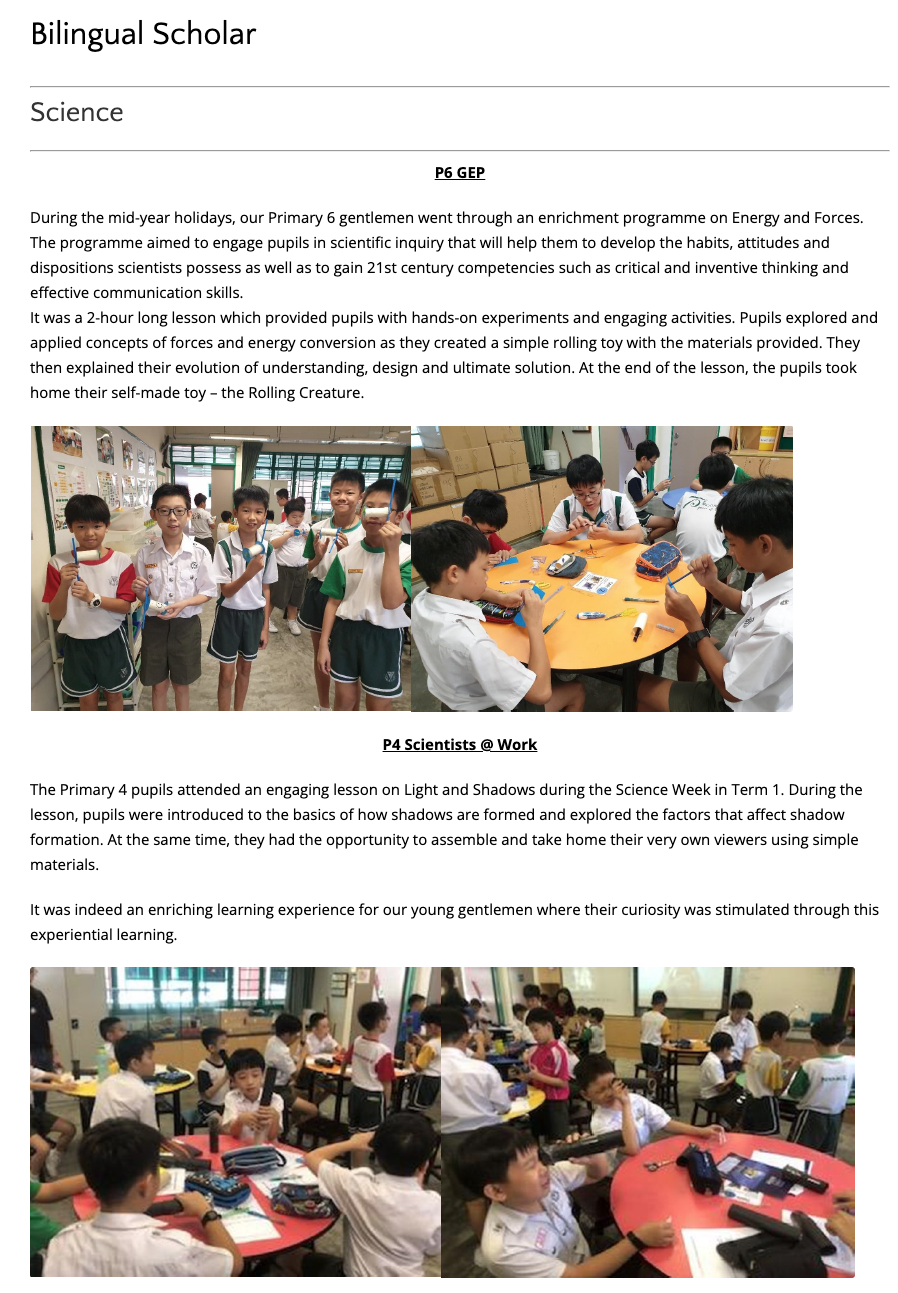 Bilingual Scholar
Science
P6 GEP
During the mid-year holidays, our Primary 6 gentlemen went through an enrichment programme on Energy and Forces.
The programme aimed to engage pupils in scientific inquiry that will help them to develop the habits, attitudes and
dispositions scientists possess as well as to gain 21st century competencies such as critical and inventive thinking and
effective communication skills.
It was a 2-hour long lesson which provided pupils with hands-on experiments and engaging activities. Pupils explored and
applied concepts of forces and energy conversion as they created a simple rolling toy with the materials provided. They
then explained their evolution of understanding, design and ultimate solution. At the end of the lesson, the pupils took
home their self-made toy – the Rolling Creature.
P4 Scientists @ Work
The Primary 4 pupils attended an engaging lesson on Light and Shadows during the Science Week in Term 1. During the
lesson, pupils were introduced to the basics of how shadows are formed and explored the factors that affect shadow
formation. At the same time, they had the opportunity to assemble and take home their very own viewers using simple
materials.
It was indeed an enriching learning experience for our young gentlemen where their curiosity was stimulated through this
experiential learning.